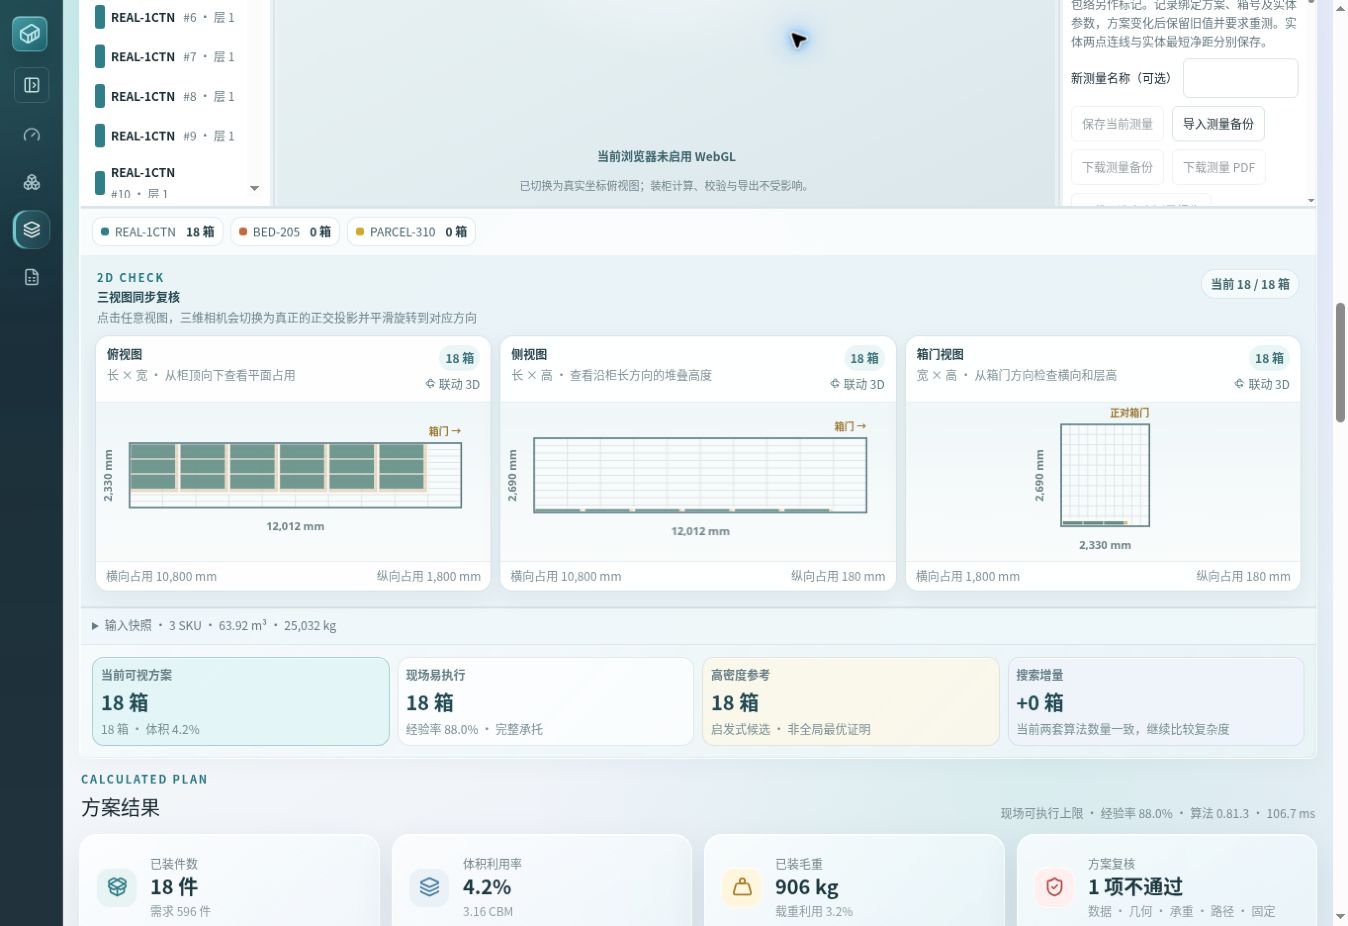 REAL-1CTN #6 · 层 1
REAL-1CTN #7 · 层 1
REAL-1CTN #8 · 层 1
REAL-1CTN #9 · 层 1
REAL-1CTN
#10 · 层 1
当前浏览器未启用 WebGL
已切换为真实坐标俯视图；装柜计算、校验与导出不受影响。
包络另作标记。记录绑定方案、箱号及实体
参数，方案变化后保留旧值并要求重测。实
体两点连线与实体最短净距分别保存。
新测量名称（可选）
保存当前测量 导入测量备份
下载测量备份 下载测量 PDF
REAL-1CTN 18 箱 BED-205 0 箱 PARCEL-310 0 箱
2D CHECK
三视图同步复核
点击任意视图，三维相机会切换为真正的正交投影并平滑旋转到对应方向
当前 18 / 18 箱
俯视图
18 箱
长 × 宽 · 从柜顶向下查看平面占用
联动 3D
箱门 →
2,330 mm
12,012 mm
横向占用 10,800 mm 纵向占用 1,800 mm
侧视图
18 箱
长 × 高 · 查看沿柜长方向的堆叠高度
联动 3D
箱门 →
2,690 mm
12,012 mm
横向占用 10,800 mm 纵向占用 180 mm
箱门视图
18 箱
宽 × 高 · 从箱门方向检查横向和层高
联动 3D
正对箱门
2,690 mm
2,330 mm
横向占用 1,800 mm 纵向占用 180 mm
▶ 输入快照 · 3 SKU · 63.92 m³ · 25,032 kg
当前可视方案
18 箱
18 箱 · 体积 4.2%
现场易执行
18 箱
经验率 88.0% · 完整承托
高密度参考
18 箱
启发式候选 · 非全局最优证明
搜索增量
+0 箱
当前两套算法数量一致，继续比较复杂度
CALCULATED PLAN
方案结果
现场可执行上限 · 经验率 88.0% · 算法 0.81.3 · 106.7 ms
已装件数
18 件
需求 596 件
体积利用率
4.2%
3.16 CBM
已装毛重
906 kg
载重利用 3.2%
方案复核
1 项不通过
数据 · 几何 · 承重 · 路径 · 固定